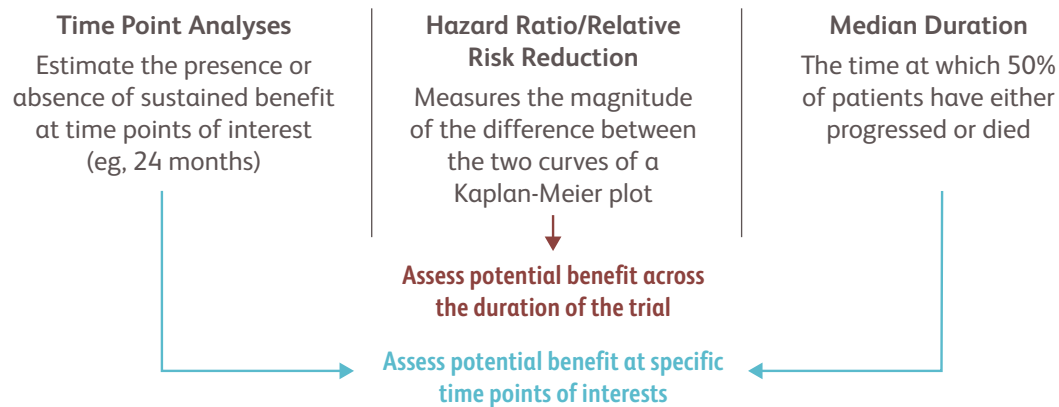 Time Point Analyses
Estimate the presence or
absence of sustained benefit
at time points of interest
(eg, 24 months)
Hazard Ratio/Relative
Risk Reduction
Measures the magnitude
of the difference between
the two curves of a
Kaplan-Meier plot
Median Duration
The time at which 50%
of patients have either
progressed or died
Assess potential benefit across
the duration of the trial
Assess potential benefit at specific
time points of interests